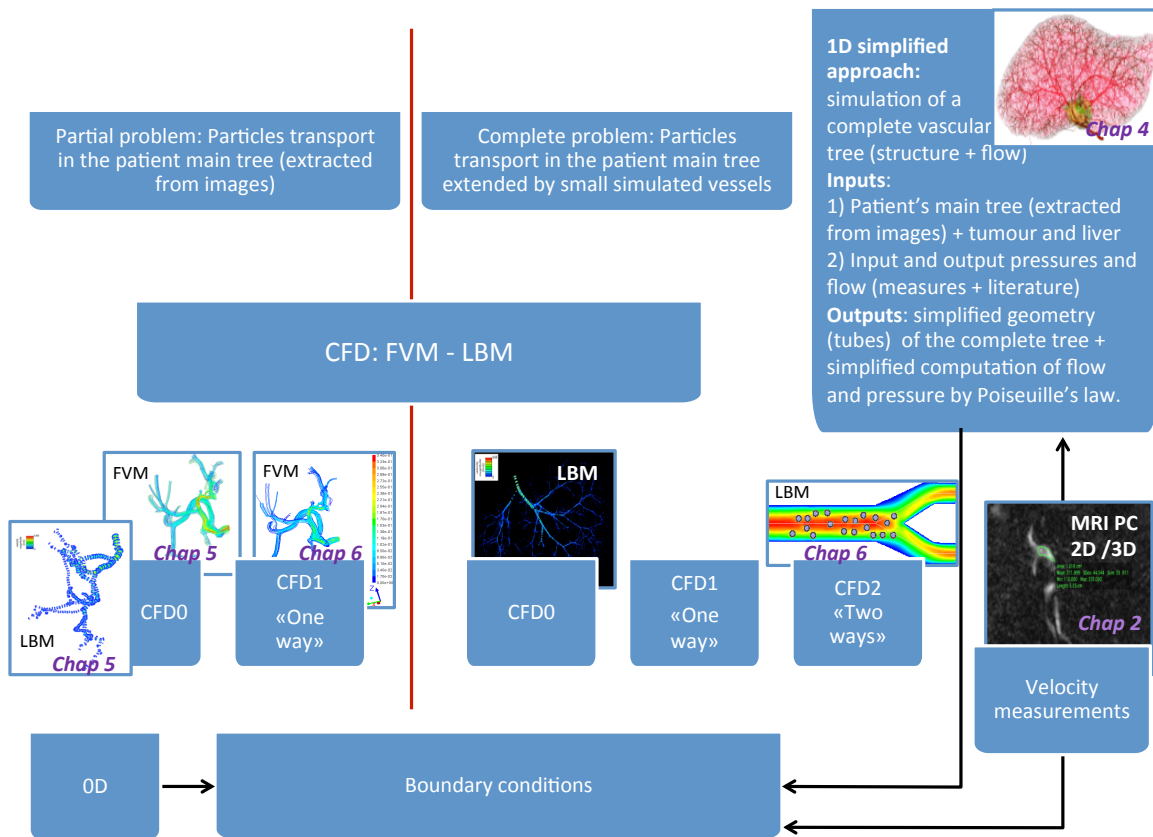 Partial problem: Particles transport
in the patient main tree (extracted
from images)
Complete problem: Particles
transport in the patient main tree
extended by small simulated vessels
1D simplified
approach:
simulation of a
complete vascular
tree (structure + flow)
Chap 4
Inputs:
1) Patient's main tree (extracted
from images) + tumour and liver
2) Input and output pressures and
flow (measures + literature)
Outputs: simplified geometry
(tubes) of the complete tree +
simplified computation of flow
and pressure by Poiseuille's law.
CFD: FVM - LBM
FVM
Chap 5
FVM
Chap 6
LBM
Chap 5
CFD0
CFD1
«One
way»
LBM
CFD0
CFD1
«One
way»
LBM
Chap 6
CFD2
«Two
ways»
MRI PC
2D /3D
Chap 2
Velocity
measurements
0D
Boundary conditions